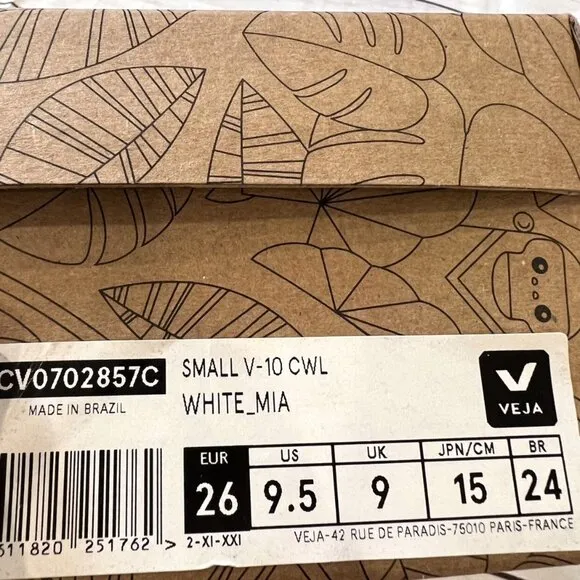 CV0702857C
MADE IN BRAZIL
SMALL V-10 CWL
WHITE_MIA
V
VEJA
EUR US UK JPN/CM BR
26 9.5 9 15 24
2-XI-XXI
VEJA-42 RUE DE PARADIS-75010 PARIS-FRANCE
611820 251762 >